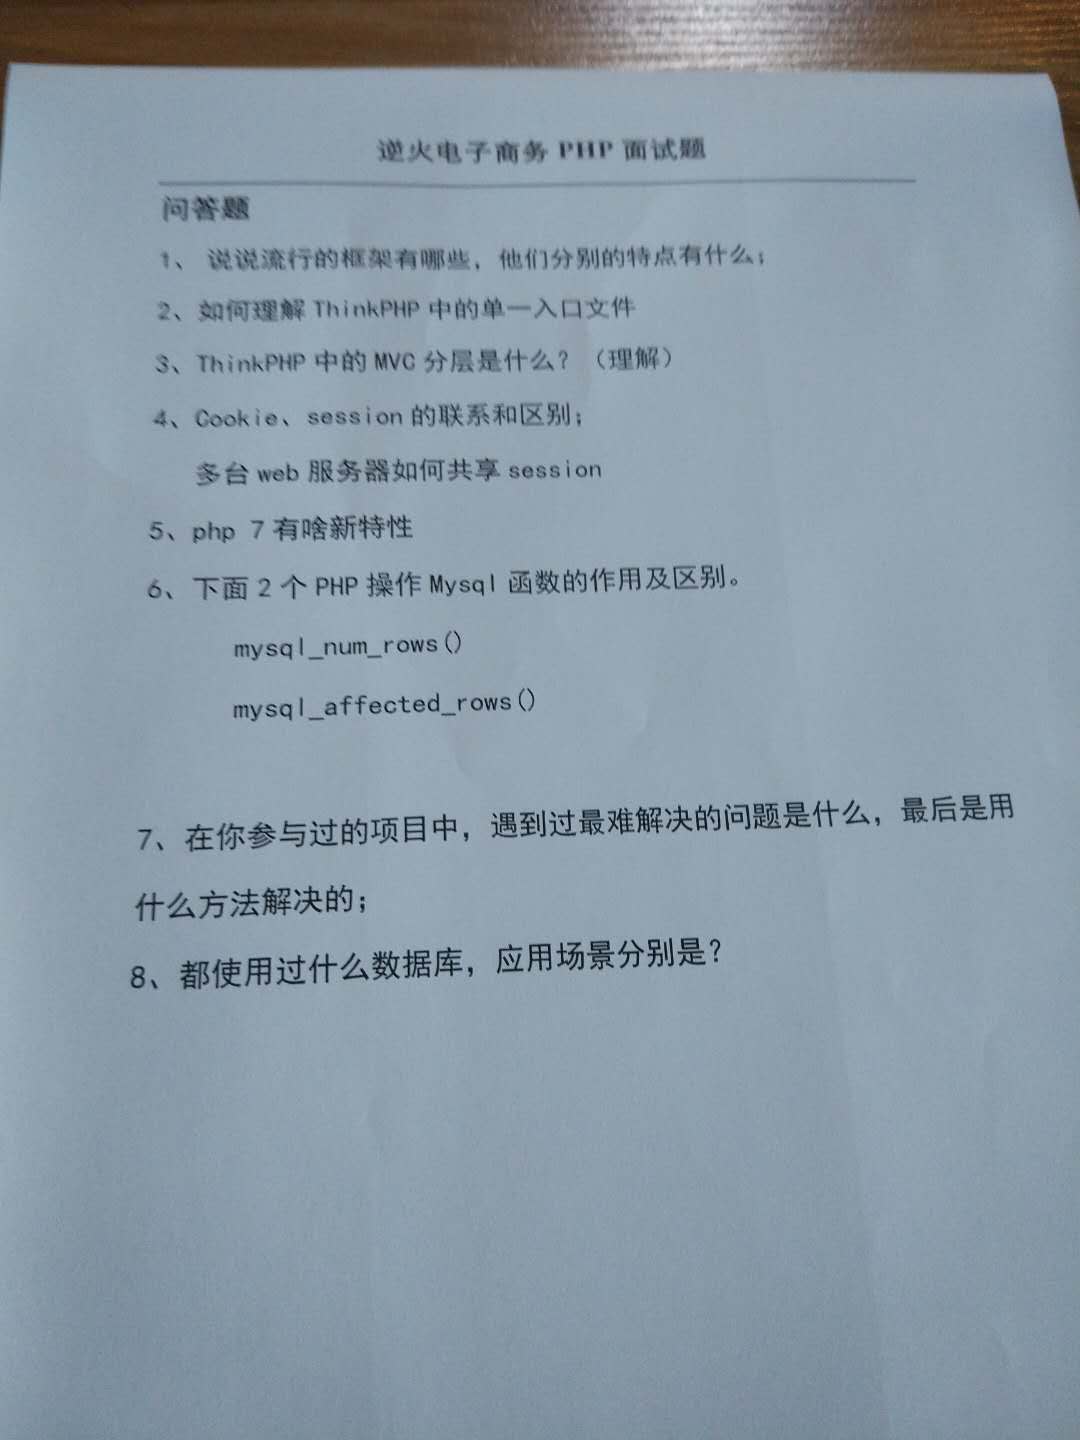 逆火电子商务 PHP 面试题
问答题
1、 说说流行的框架有哪些，他们分别的特点有什么；
2、如何理解 ThinkPHP 中的单一入口文件
3、ThinkPHP 中的 MVC 分层是什么？（理解）
4、Cookie、session 的联系和区别；
多台 web 服务器如何共享 session
5、php 7 有啥新特性
6、下面 2 个 PHP 操作 Mysql 函数的作用及区别。
mysql_num_rows()
mysql_affected_rows()
7、在你参与过的项目中，遇到过最难解决的问题是什么，最后是用
什么方法解决的；
8、都使用过什么数据库，应用场景分别是？